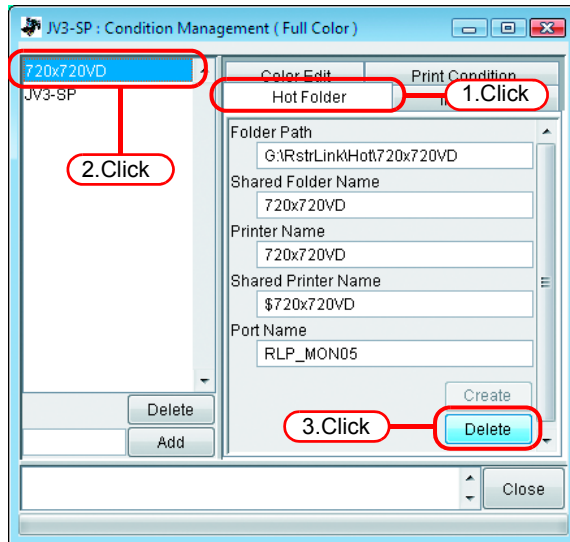 JV3-SP : Condition Management ( Full Color )
720x720VD
JV3-SP
Color Edit
Print Condition
Hot Folder
1.Click
2.Click
Folder Path
G:\RstrLink\Hot\720x720VD
Shared Folder Name
720x720VD
Printer Name
720x720VD
Shared Printer Name
$720x720VD
Port Name
RLP_MON05
Create
Delete
3.Click
Delete
Add
Close